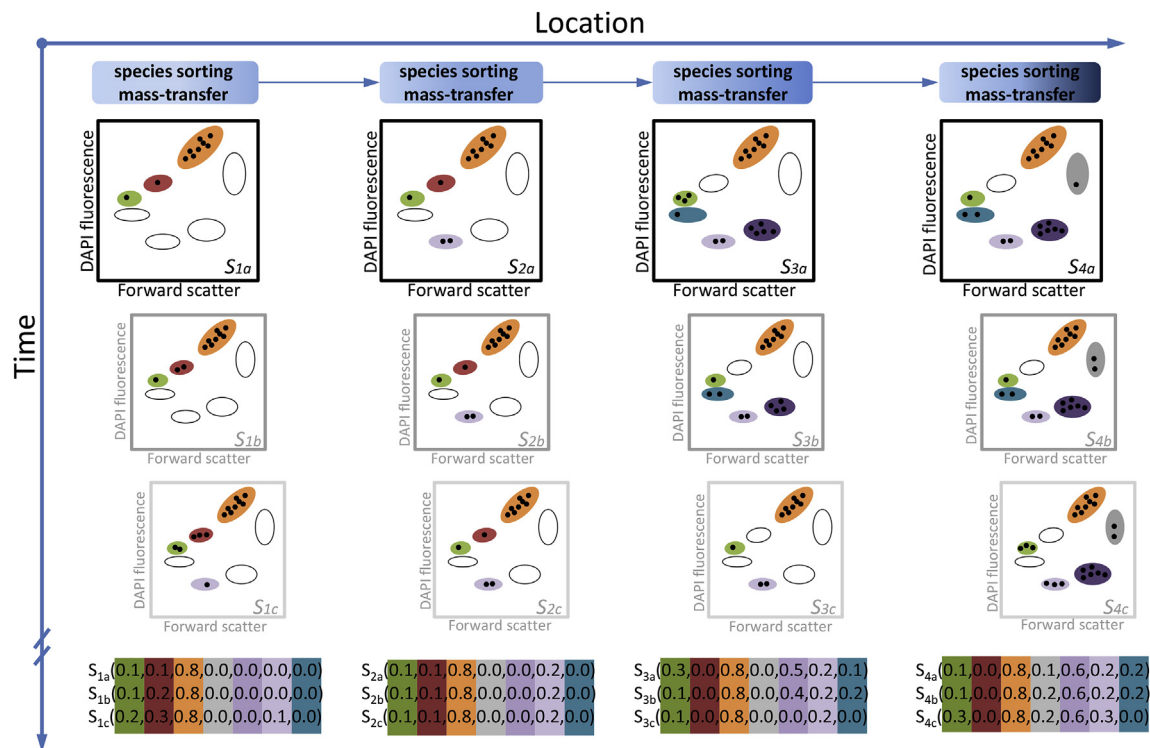 Location
Time
species sorting
mass-transfer
species sorting
mass-transfer
species sorting
mass-transfer
species sorting
mass-transfer
DAPI fluorescence
S1a
Forward scatter
DAPI fluorescence
S2a
Forward scatter
DAPI fluorescence
S3a
Forward scatter
DAPI fluorescence
S4a
Forward scatter
DAPI fluorescence
S1b
Forward scatter
DAPI fluorescence
S2b
Forward scatter
DAPI fluorescence
S3b
Forward scatter
DAPI fluorescence
S4b
Forward scatter
DAPI fluorescence
S1c
Forward scatter
DAPI fluorescence
S2c
Forward scatter
DAPI fluorescence
S3c
Forward scatter
DAPI fluorescence
S4c
Forward scatter
S1a(0.1,0.1,0.8,0.0,0.0,0.0,0.0)
S1b(0.1,0.2,0.8,0.0,0.0,0.0,0.0)
S1c(0.2,0.3,0.8,0.0,0.0,0.1,0.0)
S2a(0.1,0.1,0.8,0.0,0.0,0.2,0.0)
S2b(0.1,0.1,0.8,0.0,0.0,0.2,0.0)
S2c(0.1,0.1,0.8,0.0,0.0,0.2,0.0)
S3a(0.3,0.0,0.8,0.0,0.5,0.2,0.1)
S3b(0.1,0.0,0.8,0.0,0.4,0.2,0.2)
S3c(0.1,0.0,0.8,0.0,0.0,0.2,0.0)
S4a(0.1,0.0,0.8,0.1,0.6,0.2,0.2)
S4b(0.1,0.0,0.8,0.2,0.6,0.2,0.2)
S4c(0.3,0.0,0.8,0.2,0.6,0.3,0.0)